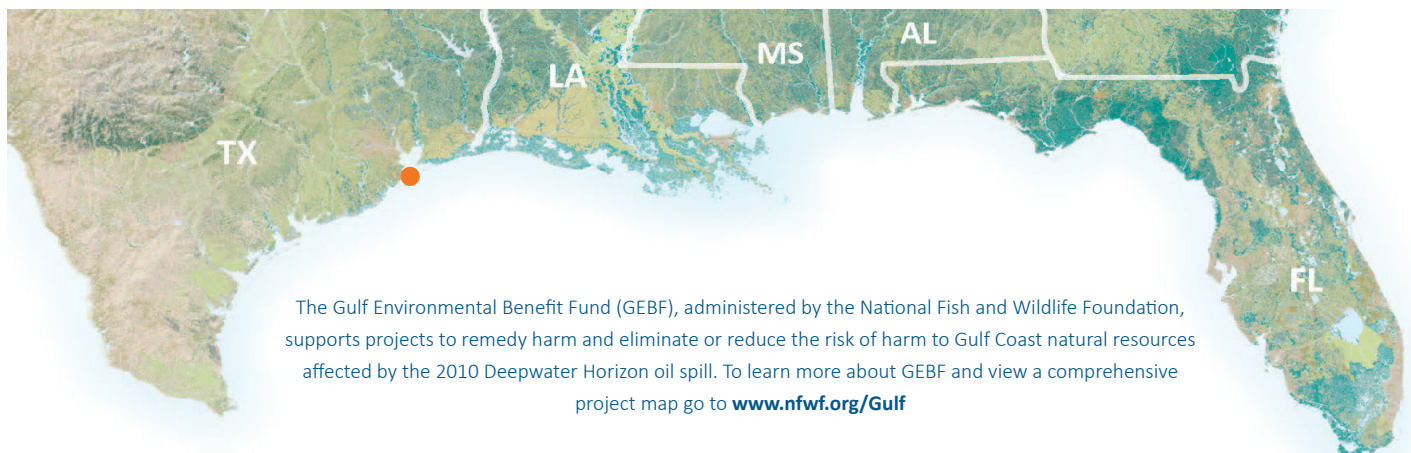 AL
MS
LA
TX
FL
The Gulf Environmental Benefit Fund (GEBF), administered by the National Fish and Wildlife Foundation,
supports projects to remedy harm and eliminate or reduce the risk of harm to Gulf Coast natural resources
affected by the 2010 Deepwater Horizon oil spill. To learn more about GEBF and view a comprehensive
project map go to www.nfwf.org/Gulf